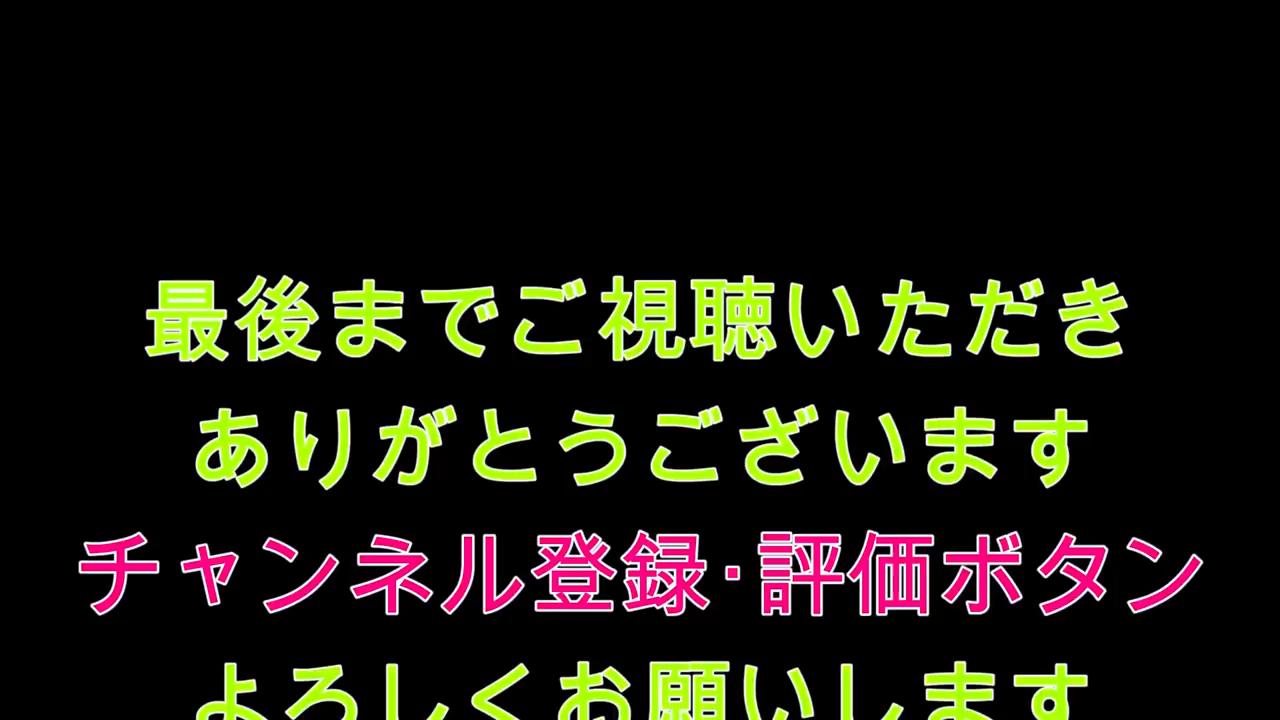 最後までご視聴いただき
ありがとうございます
チャンネル登録･評価ボタン
よろしくお願いします